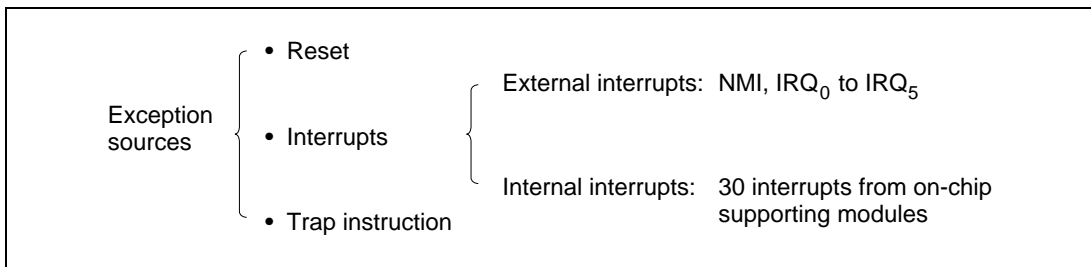 Exception
sources
• Reset
• Interrupts
• Trap instruction
External interrupts: NMI, IRQ0 to IRQ5
Internal interrupts: 30 interrupts from on-chip
supporting modules